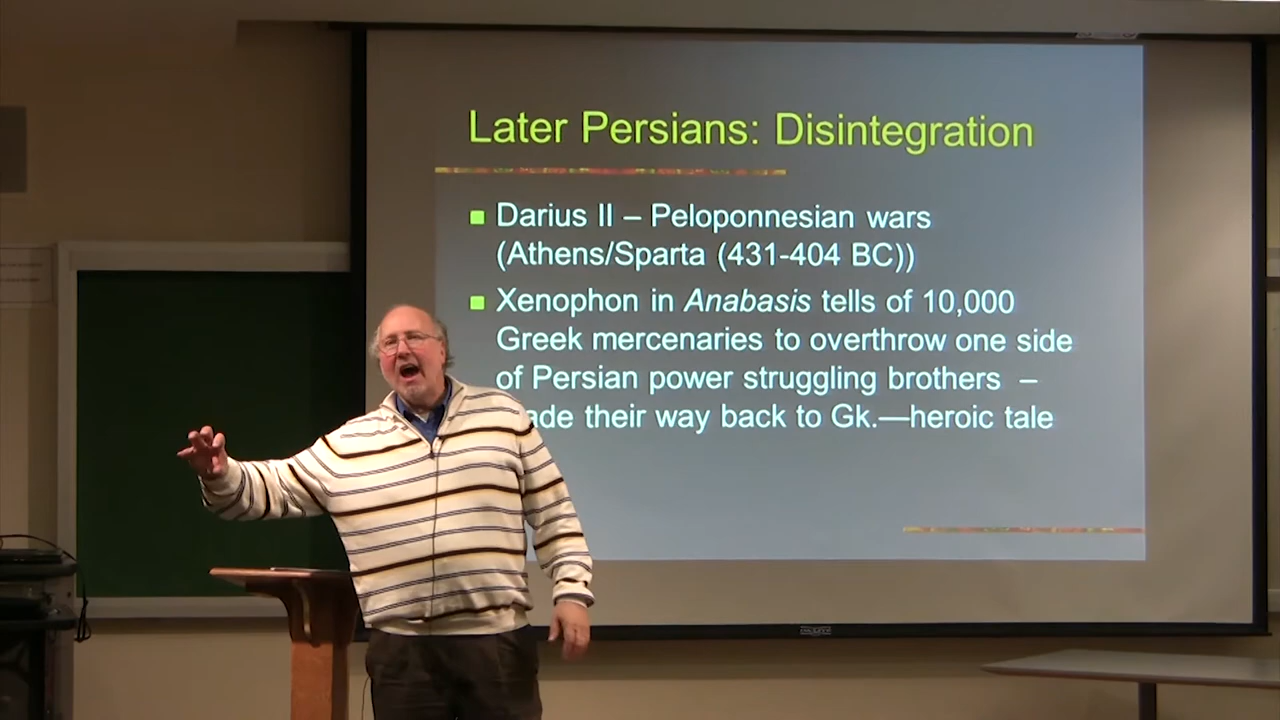 Later Persians: Disintegration
Darius II – Peloponnesian wars
(Athens/Sparta (431-404 BC))
Xenophon in Anabasis tells of 10,000
Greek mercenaries to overthrow one side
of Persian power struggling brothers –
ade their way back to Gk.—heroic tale